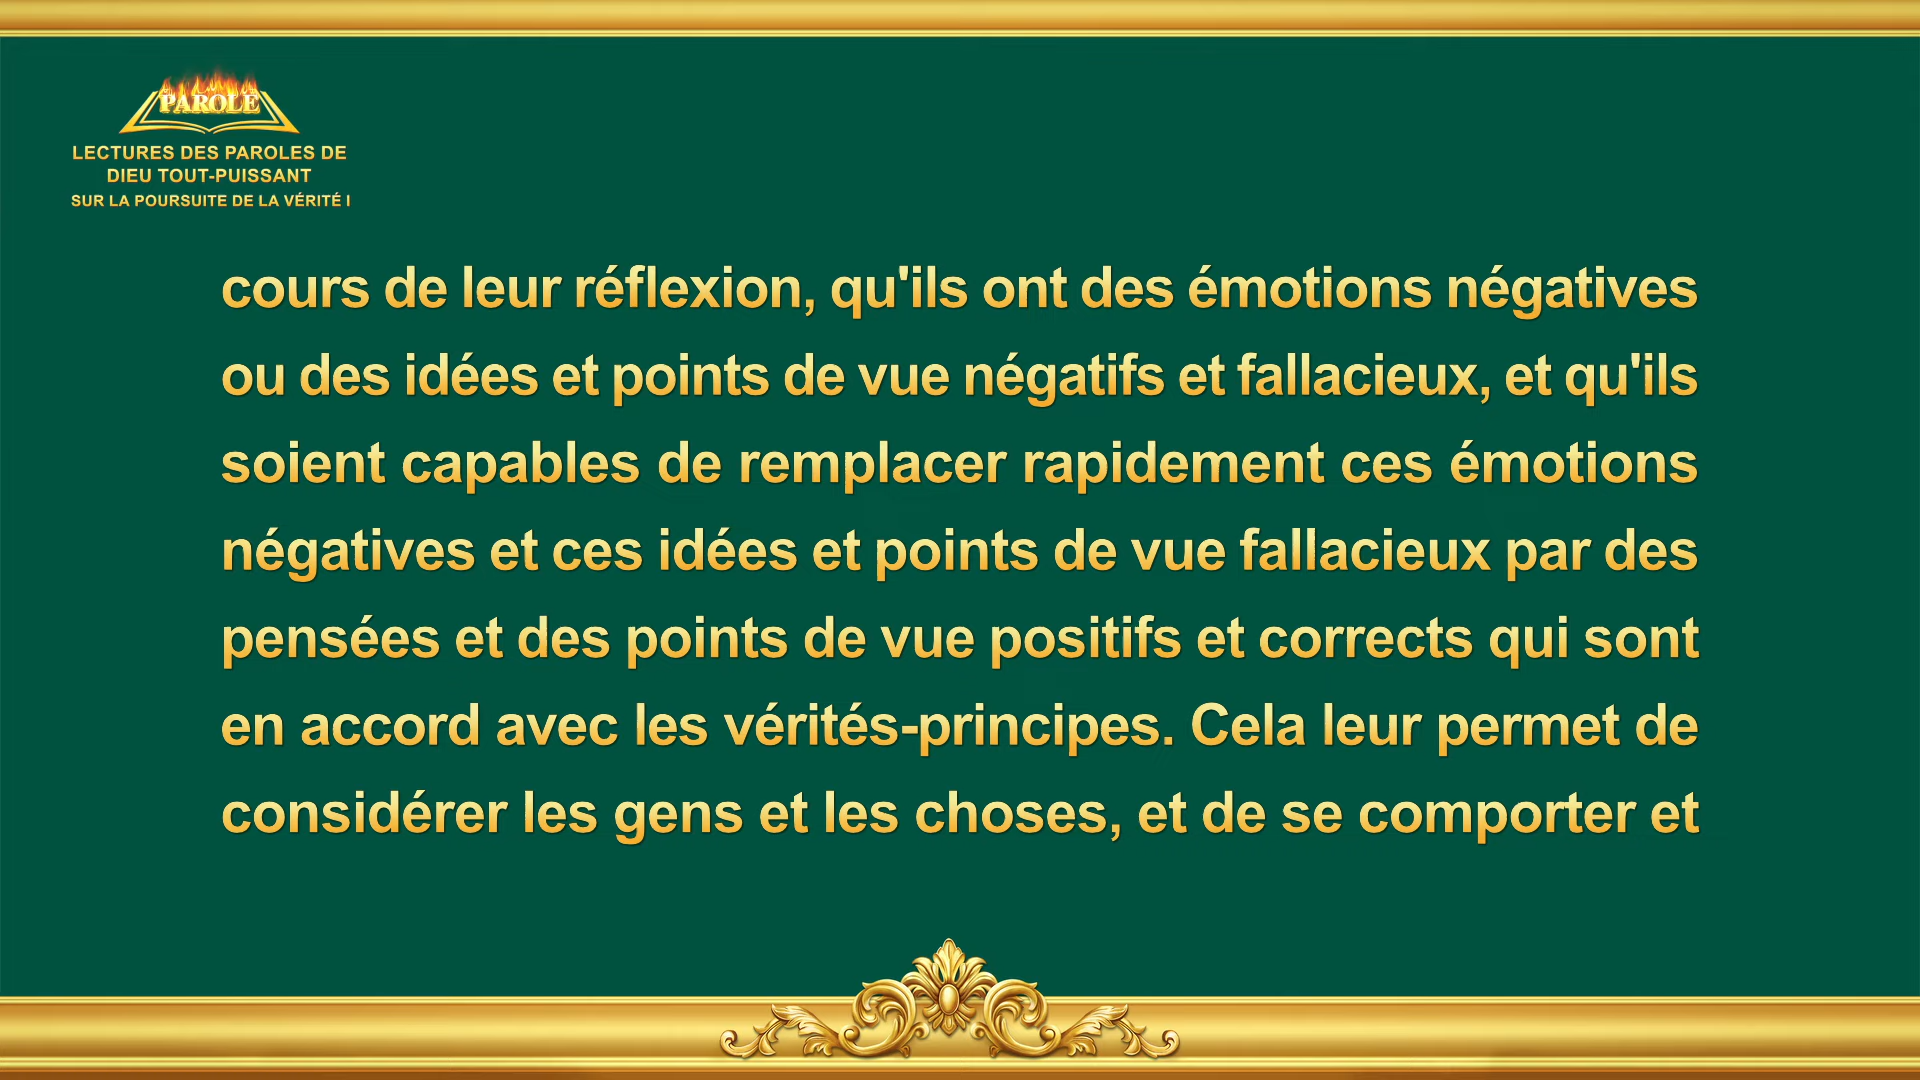 PAROLE
LECTURES DES PAROLES DE
DIEU TOUT-PUISSANT
SUR LA POURSUITE DE LA VÉRITÉ I
cours de leur réflexion, qu'ils ont des émotions négatives
ou des idées et points de vue négatifs et fallacieux, et qu'ils
soient capables de remplacer rapidement ces émotions
négatives et ces idées et points de vue fallacieux par des
pensées et des points de vue positifs et corrects qui sont
en accord avec les vérités-principes. Cela leur permet de
considérer les gens et les choses, et de se comporter et